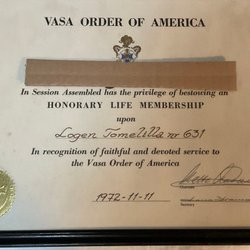 VASA ORDER OF AMERICA
In Session Assembled has the privilege of bestowing an
HONORARY LIFE MEMBERSHIP
upon
Logen Tomelilla nr 631
In recognition of faithful and devoted service to
the Vasa Order of America
1972-11-11